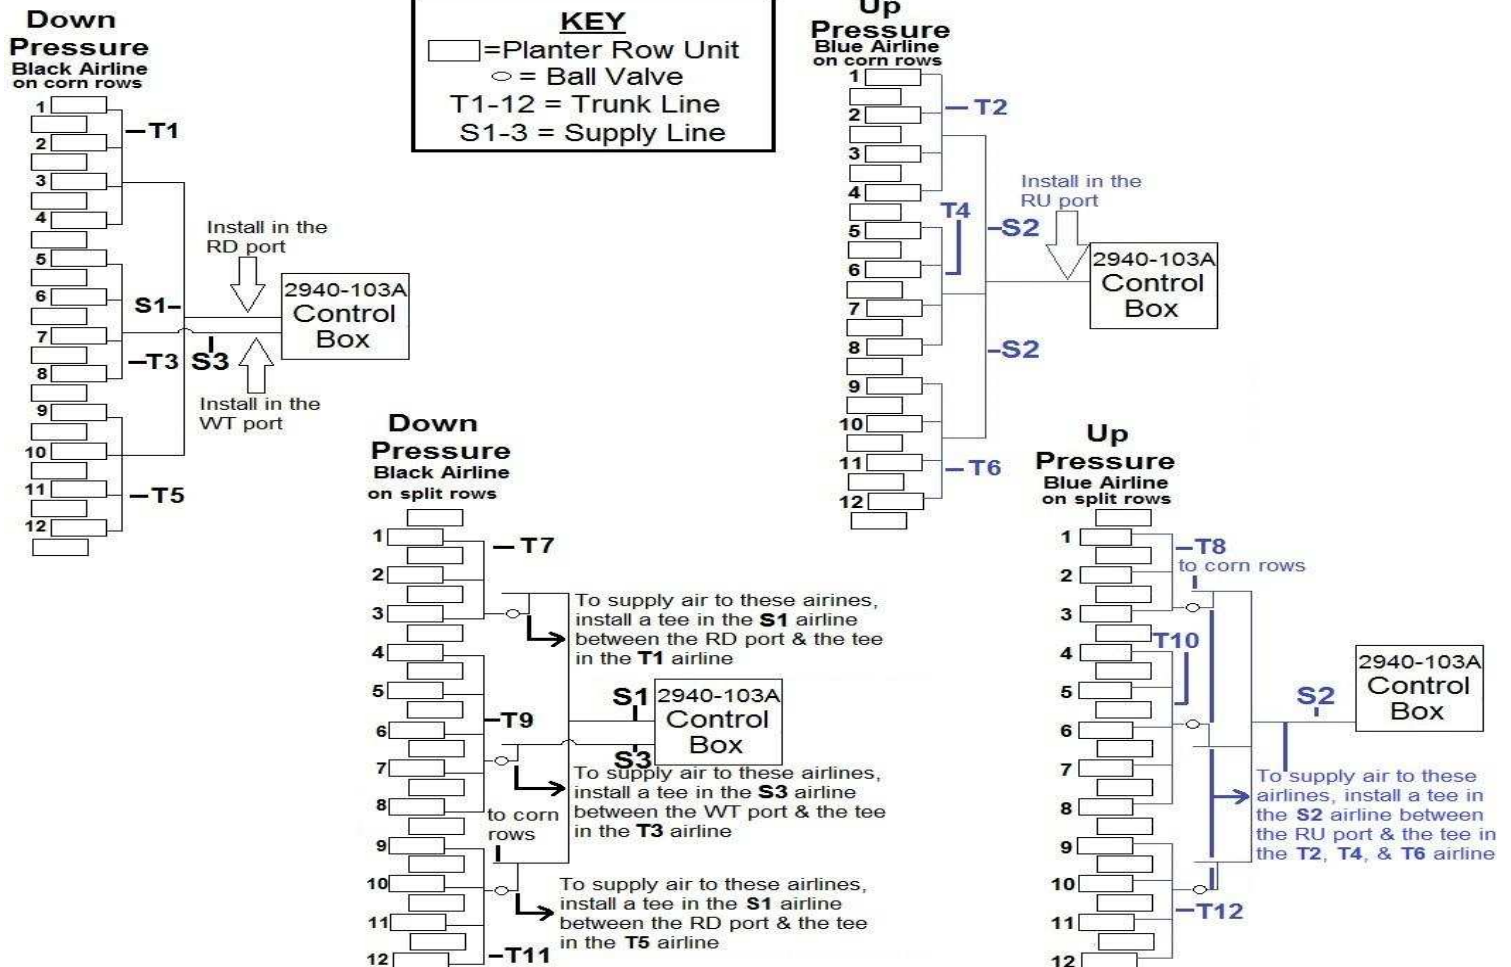 Down
Pressure
Black Airline
on corn rows
1
2
3
4
5
6
7
8
9
10
11
12
T1
S1
T3
S3
T5
Install in the
RD port
2940-103A
Control
Box
Install in the
WT port
KEY
=Planter Row Unit
= Ball Valve
T1-12 = Trunk Line
S1-3 = Supply Line
Up
Pressure
Blue Airline
on corn rows
1
2
3
4
5
6
7
8
9
10
11
12
T2
T4
S2
S2
T6
Install in the
RU port
2940-103A
Control
Box
Down
Pressure
Black Airline
on split rows
1
2
3
4
5
6
7
8
9
10
11
12
T7
To supply air to these airines,
install a tee in the S1 airline
between the RD port & the tee
in the T1 airline
S1
2940-103A
Control
Box
T9
S3
To supply air to these airlines,
install a tee in the S3 airline
between the WT port & the tee
in the T3 airline
to corn
rows
To supply air to these airlines,
install a tee in the S1 airline
between the RD port & the tee
in the T5 airline
T11
Up
Pressure
Blue Airline
on split rows
1
2
3
4
5
6
7
8
9
10
11
12
T8
to corn rows
T10
S2
2940-103A
Control
Box
To supply air to these
airlines, install a tee in
the S2 airline between
the RU port & the tee in
the T2, T4, & T6 airline
T12